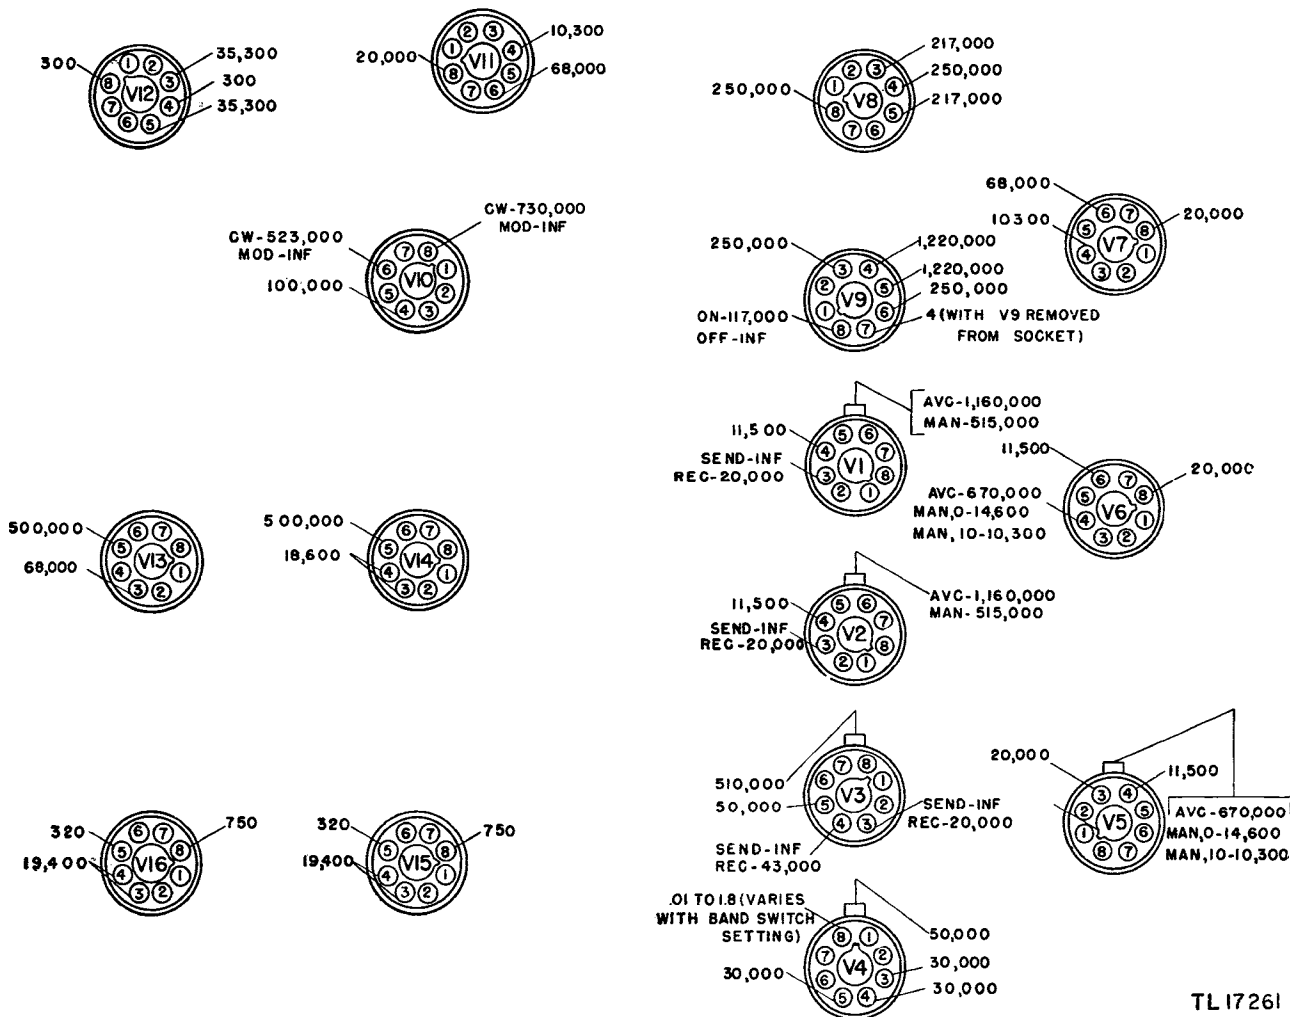 300
35,300
300
35,300
1 2 3 4 5 6 7 8
V12
20,000
10,300
68,000
1 2 3 4 5 6 7 8
V11
250,000
217,000
250,000
217,000
1 2 3 4 5 6 7 8
V8
CW-523,000
MOD-INF
100,000
CW-730,000
MOD-INF
1 2 3 4 5 6 7 8
V10
250,000
1,220,000
1,220,000
250,000
ON-117,000
OFF-INF
4 (WITH V9 REMOVED
FROM SOCKET)
1 2 3 4 5 6 7 8
V9
68,000
10300
20,000
1 2 3 4 5 6 7 8
V7
AVC-1,160,000
MAN-515,000
11,500
SEND-INF
REC-20,000
1 2 3 4 5 6 7 8
V1
11,500
20,000
AVC-670,000
MAN,0-14,600
MAN,10-10,300
1 2 3 4 5 6 7 8
V6
500,000
68,000
1 2 3 4 5 6 7 8
V13
500,000
18,600
1 2 3 4 5 6 7 8
V14
AVC-1,160,000
MAN-515,000
11,500
SEND-INF
REC-20,000
1 2 3 4 5 6 7 8
V2
510,000
50,000
SEND-INF
REC-20,000
SEND-INF
REC-43,000
1 2 3 4 5 6 7 8
V3
20,000
11,500
AVC-670,000
MAN,0-14,600
MAN,10-10,300
1 2 3 4 5 6 7 8
V5
320
750
19,400
1 2 3 4 5 6 7 8
V16
320
750
19,400
1 2 3 4 5 6 7 8
V15
.01 TO 1.8 (VARIES
WITH BAND SWITCH
SETTING)
50,000
30,000
30,000
30,000
1 2 3 4 5 6 7 8
V4
TL 17261